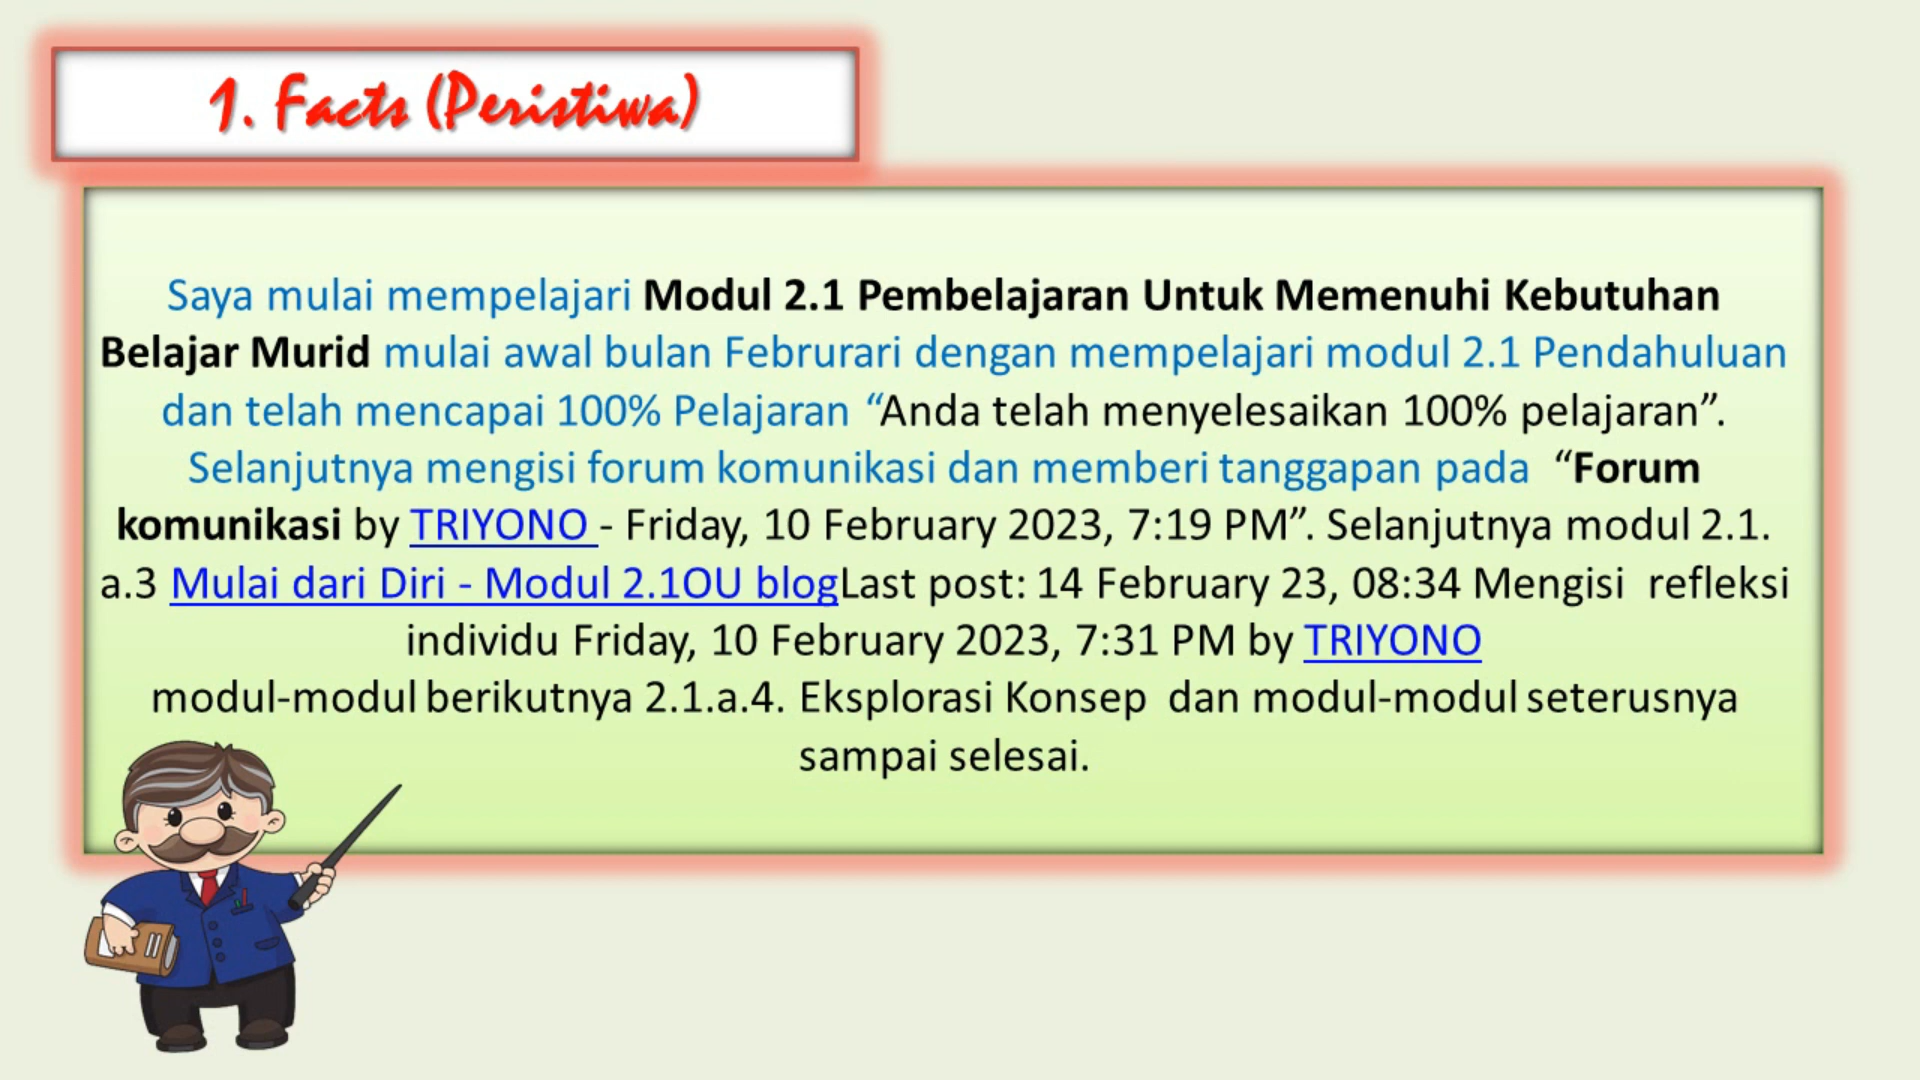 1. Facts (Peristiwa)
Saya mulai mempelajari Modul 2.1 Pembelajaran Untuk Memenuhi Kebutuhan
Belajar Murid mulai awal bulan Februrari dengan mempelajari modul 2.1 Pendahuluan
dan telah mencapai 100% Pelajaran “Anda telah menyelesaikan 100% pelajaran”.
Selanjutnya mengisi forum komunikasi dan memberi tanggapan pada “Forum
komunikasi by TRIYONO - Friday, 10 February 2023, 7:19 PM”. Selanjutnya modul 2.1.
a.3 Mulai dari Diri - Modul 2.1OU blogLast post: 14 February 23, 08:34 Mengisi refleksi
individu Friday, 10 February 2023, 7:31 PM by TRIYONO
modul-modul berikutnya 2.1.a.4. Eksplorasi Konsep dan modul-modul seterusnya
sampai selesai.